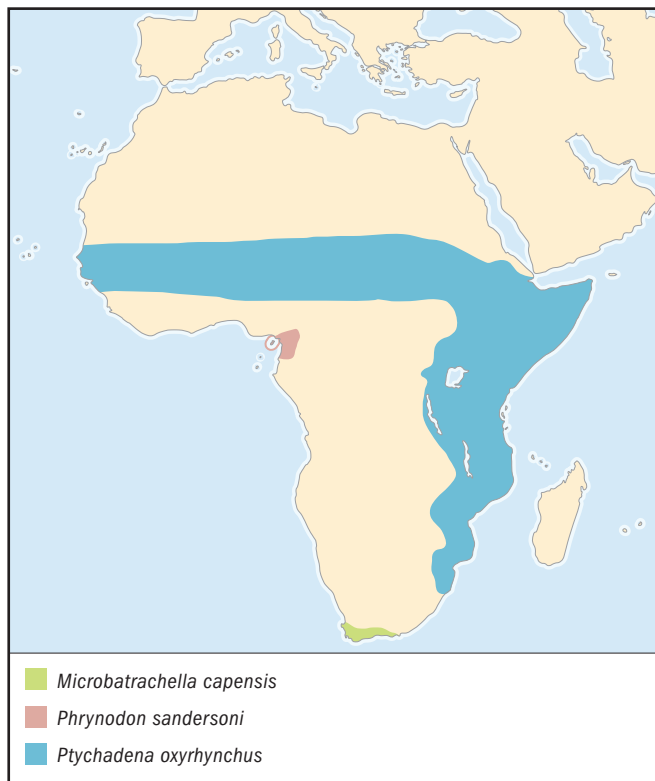 Microbatrachella capensis
Phrynodon sandersoni
Ptychadena oxyrhynchus